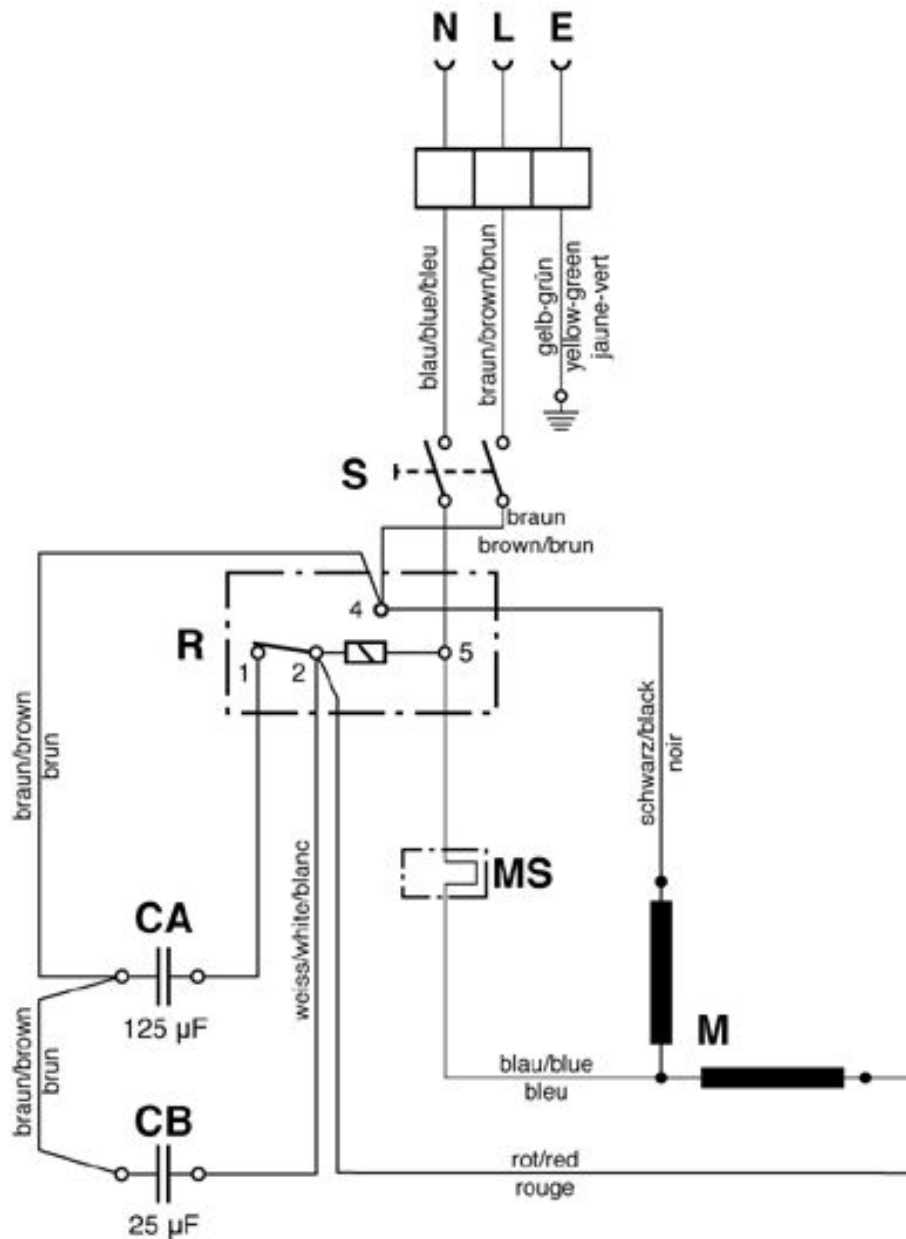 N L E
blau/blue/bleu
braun/brown/brun
gelb-grün
yellow-green
jaune-vert
S
braun
brown/brun
4
R
1 2 5
braun/brown
brun
schwarz/black
noir
weiss/white/blanc
MS
CA
125 µF
M
braun/brown
brun
blau/blue
bleu
CB
25 µF
rot/red
rouge